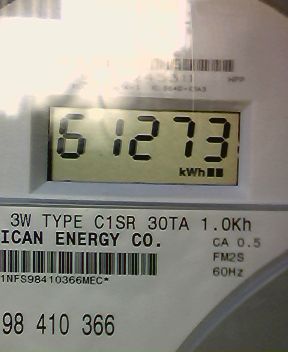 61273
kWh
3W TYPE C1SR 30TA 1.0Kh
ICAN ENERGY CO.
CA 0.5
FM2S
60Hz
1NFS98410366MEC*
98 410 366